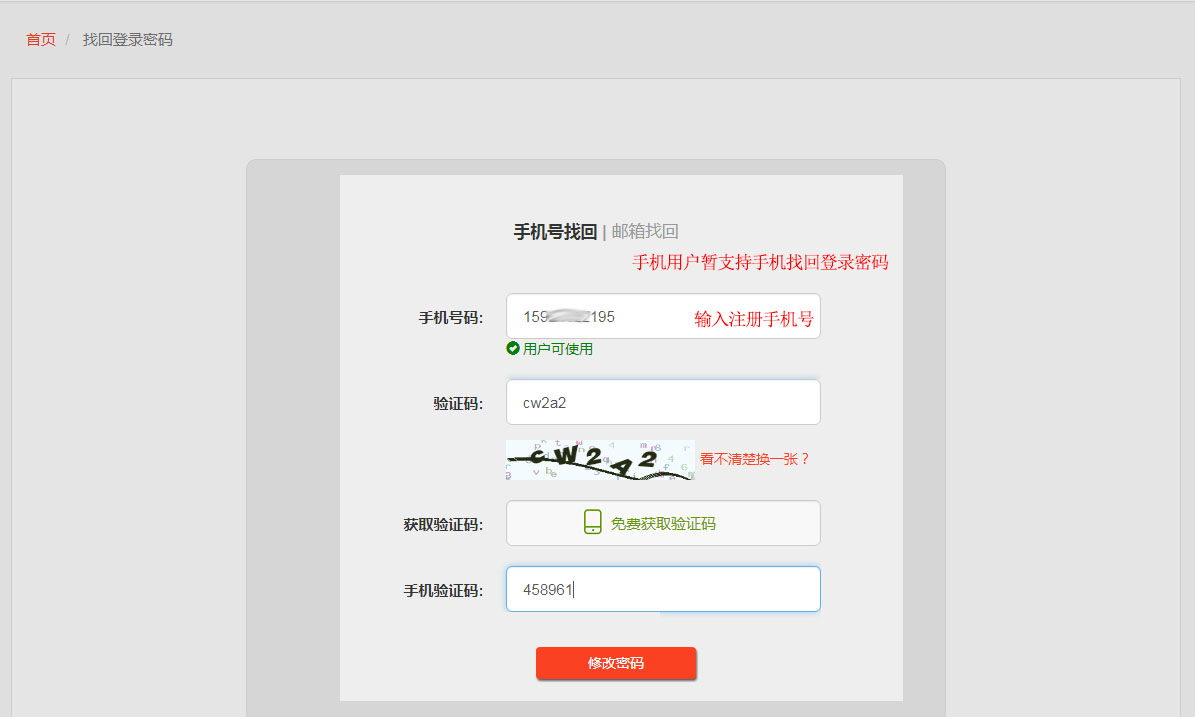 首页 / 找回登录密码
手机号找回 | 邮箱找回
手机用户暂支持手机找回登录密码
手机号码: 159 2195 输入注册手机号
用户可使用
验证码: cw2a2
cW2A2 看不清楚换一张？
获取验证码: 免费获取验证码
手机验证码: 458961
修改密码